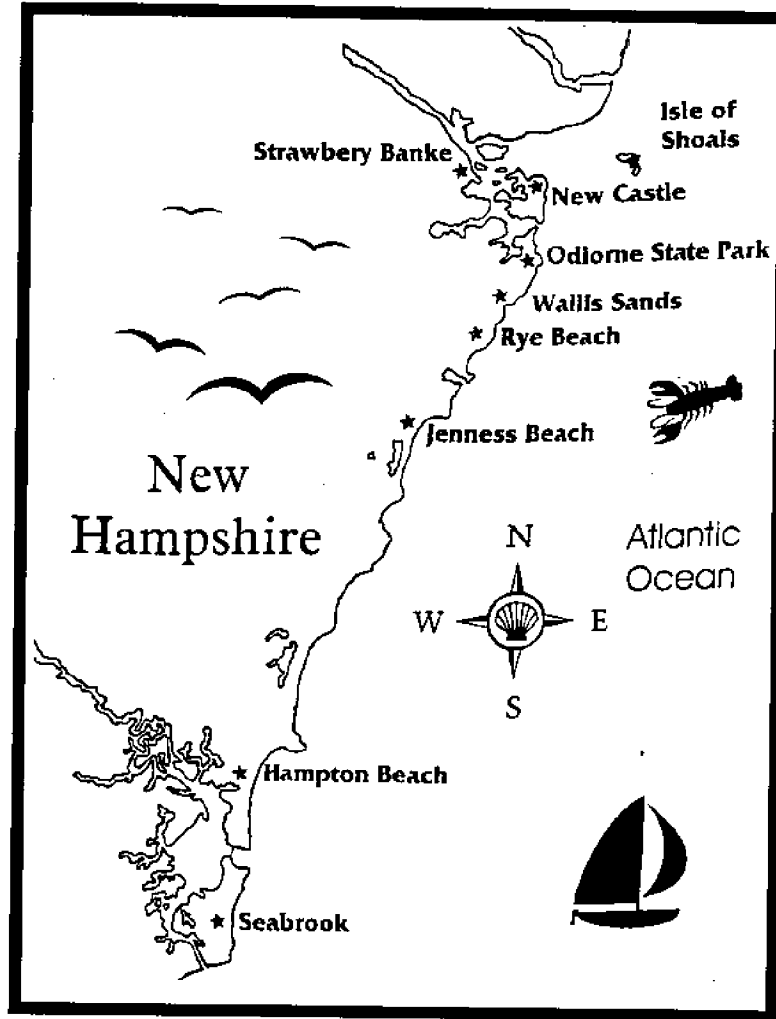 Isle of
Shoals
Strawbery Banke
New Castle
Odiorne State Park
Wallis Sands
Rye Beach
Jenness Beach
New
Hampshire
Atlantic
Ocean
N
W E
S
Hampton Beach
Seabrook